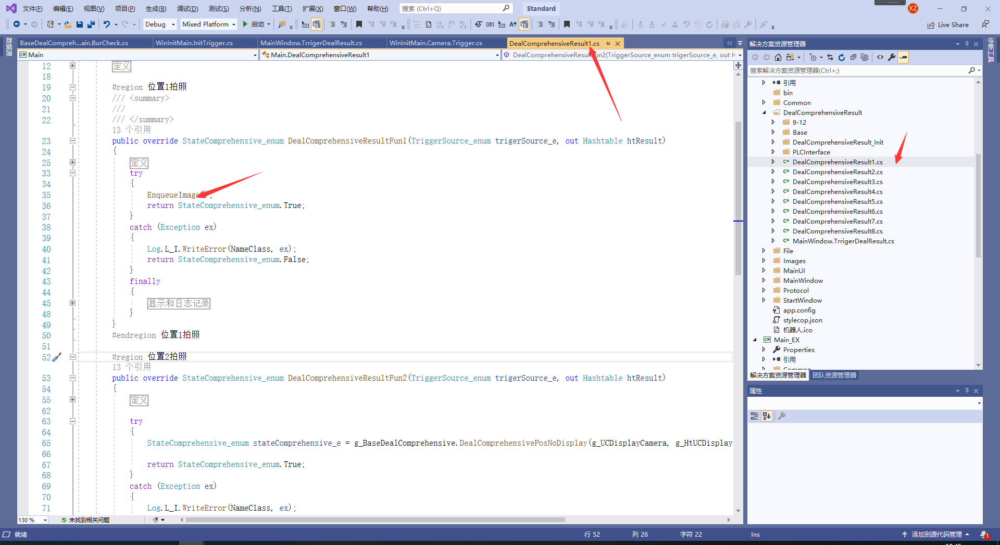 文件(F) 编辑(E) 视图(V) 项目(P) 生成(B) 调试(D) 测试(S) 分析(N) 工具(T) 扩展(X) 窗口(W) 帮助(H) 搜索 (Ctrl+Q) Standard XZ
Debug Mixed Platform 启动 Live Share
数据源
BaseDealCompreh...ain.BurCheck.cs WinInitMain.InitTrigger.cs MainWindow.TrrigerDealResult.cs WinInitMain.Camera.Trigger.cs DealComprehensiveResult1.cs
Main Main.DealComprehensiveResult1 DealComprehensiveResultFun2(TriggerSource_enum trigerSource_e, out H
12 定义
18
19 #region 位置1拍照
20 /// <summary>
21 ///
22 /// </summary>
13 个引用
23 public override StateComprehensive_enum DealComprehensiveResultFun1(TriggerSource_enum trigerSource_e, out Hashtable htResult)
24 {
25 定义
33 try
34 {
35 EnqueueImage();
36 return StateComprehensive_enum.True;
37 }
38 catch (Exception ex)
39 {
40 Log.L_I.WriteError(NameClass, ex);
41 return StateComprehensive_enum.False;
42 }
43 finally
44 {
45 显示和日志记录
48 }
49 }
50 #endregion 位置1拍照
51
52 #region 位置2拍照
13 个引用
53 public override StateComprehensive_enum DealComprehensiveResultFun2(TriggerSource_enum trigerSource_e, out Hashtable htResult)
54 {
55 定义
62
63 try
64 {
65 StateComprehensive_enum stateComprehensive_e = g_BaseDealComprehensive.DealComprehensivePosNoDisplay(g_UCDisplayCamera, g_HtUCDisplay
66
67 return StateComprehensive_enum.True;
68 }
69 catch (Exception ex)
70 {
71 Log.L_I.WriteError(NameClass, ex);
130 % 未找到相关问题
解决方案资源管理器
搜索解决方案资源管理器(Ctrl+;)
引用
bin
Common
DealComprehensiveResult
9-12
Base
DealComprehensiveResult_Init
PLCInterface
DealComprehensiveResult1.cs
DealComprehensiveResult2.cs
DealComprehensiveResult3.cs
DealComprehensiveResult4.cs
DealComprehensiveResult5.cs
DealComprehensiveResult6.cs
DealComprehensiveResult7.cs
DealComprehensiveResult8.cs
MainWindow.TrrigerDealResult.cs
File
Images
MainUI
MainWindow
Protocol
StartWindow
app.config
stylecop.json
机器人.ico
Main_EX
Properties
引用
Common
解决方案资源管理器 团队资源管理器
属性
诊断工具
就绪 行 52 列 26 字符 22 Ins 添加到源代码管理 1